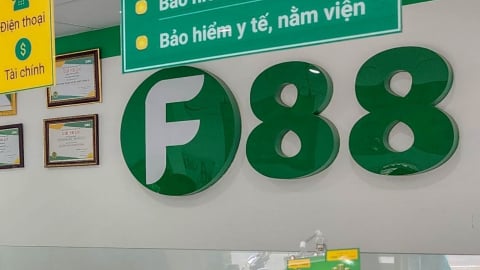 Điện thoại
$
Tài chính
Bảo hiểm y tế, nằm viện
F88